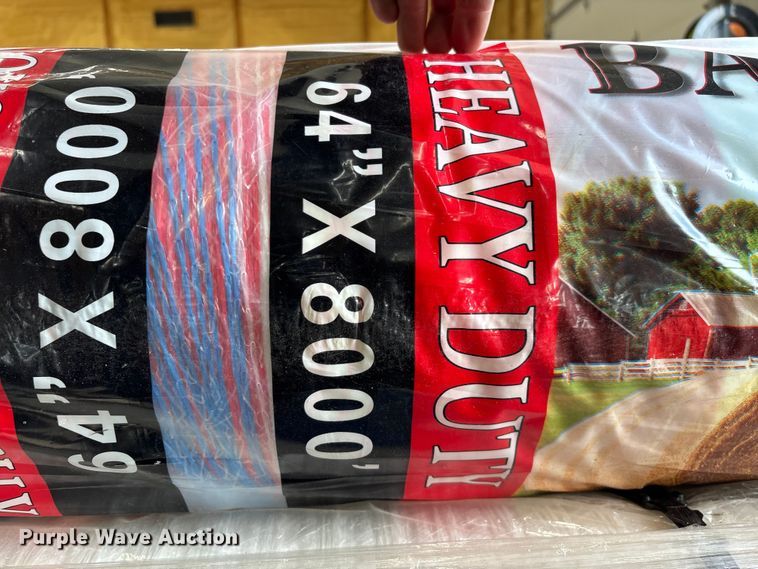 64” X 8000’
64” X 8000’
HEAVY DUTY
BA
Purple Wave Auction